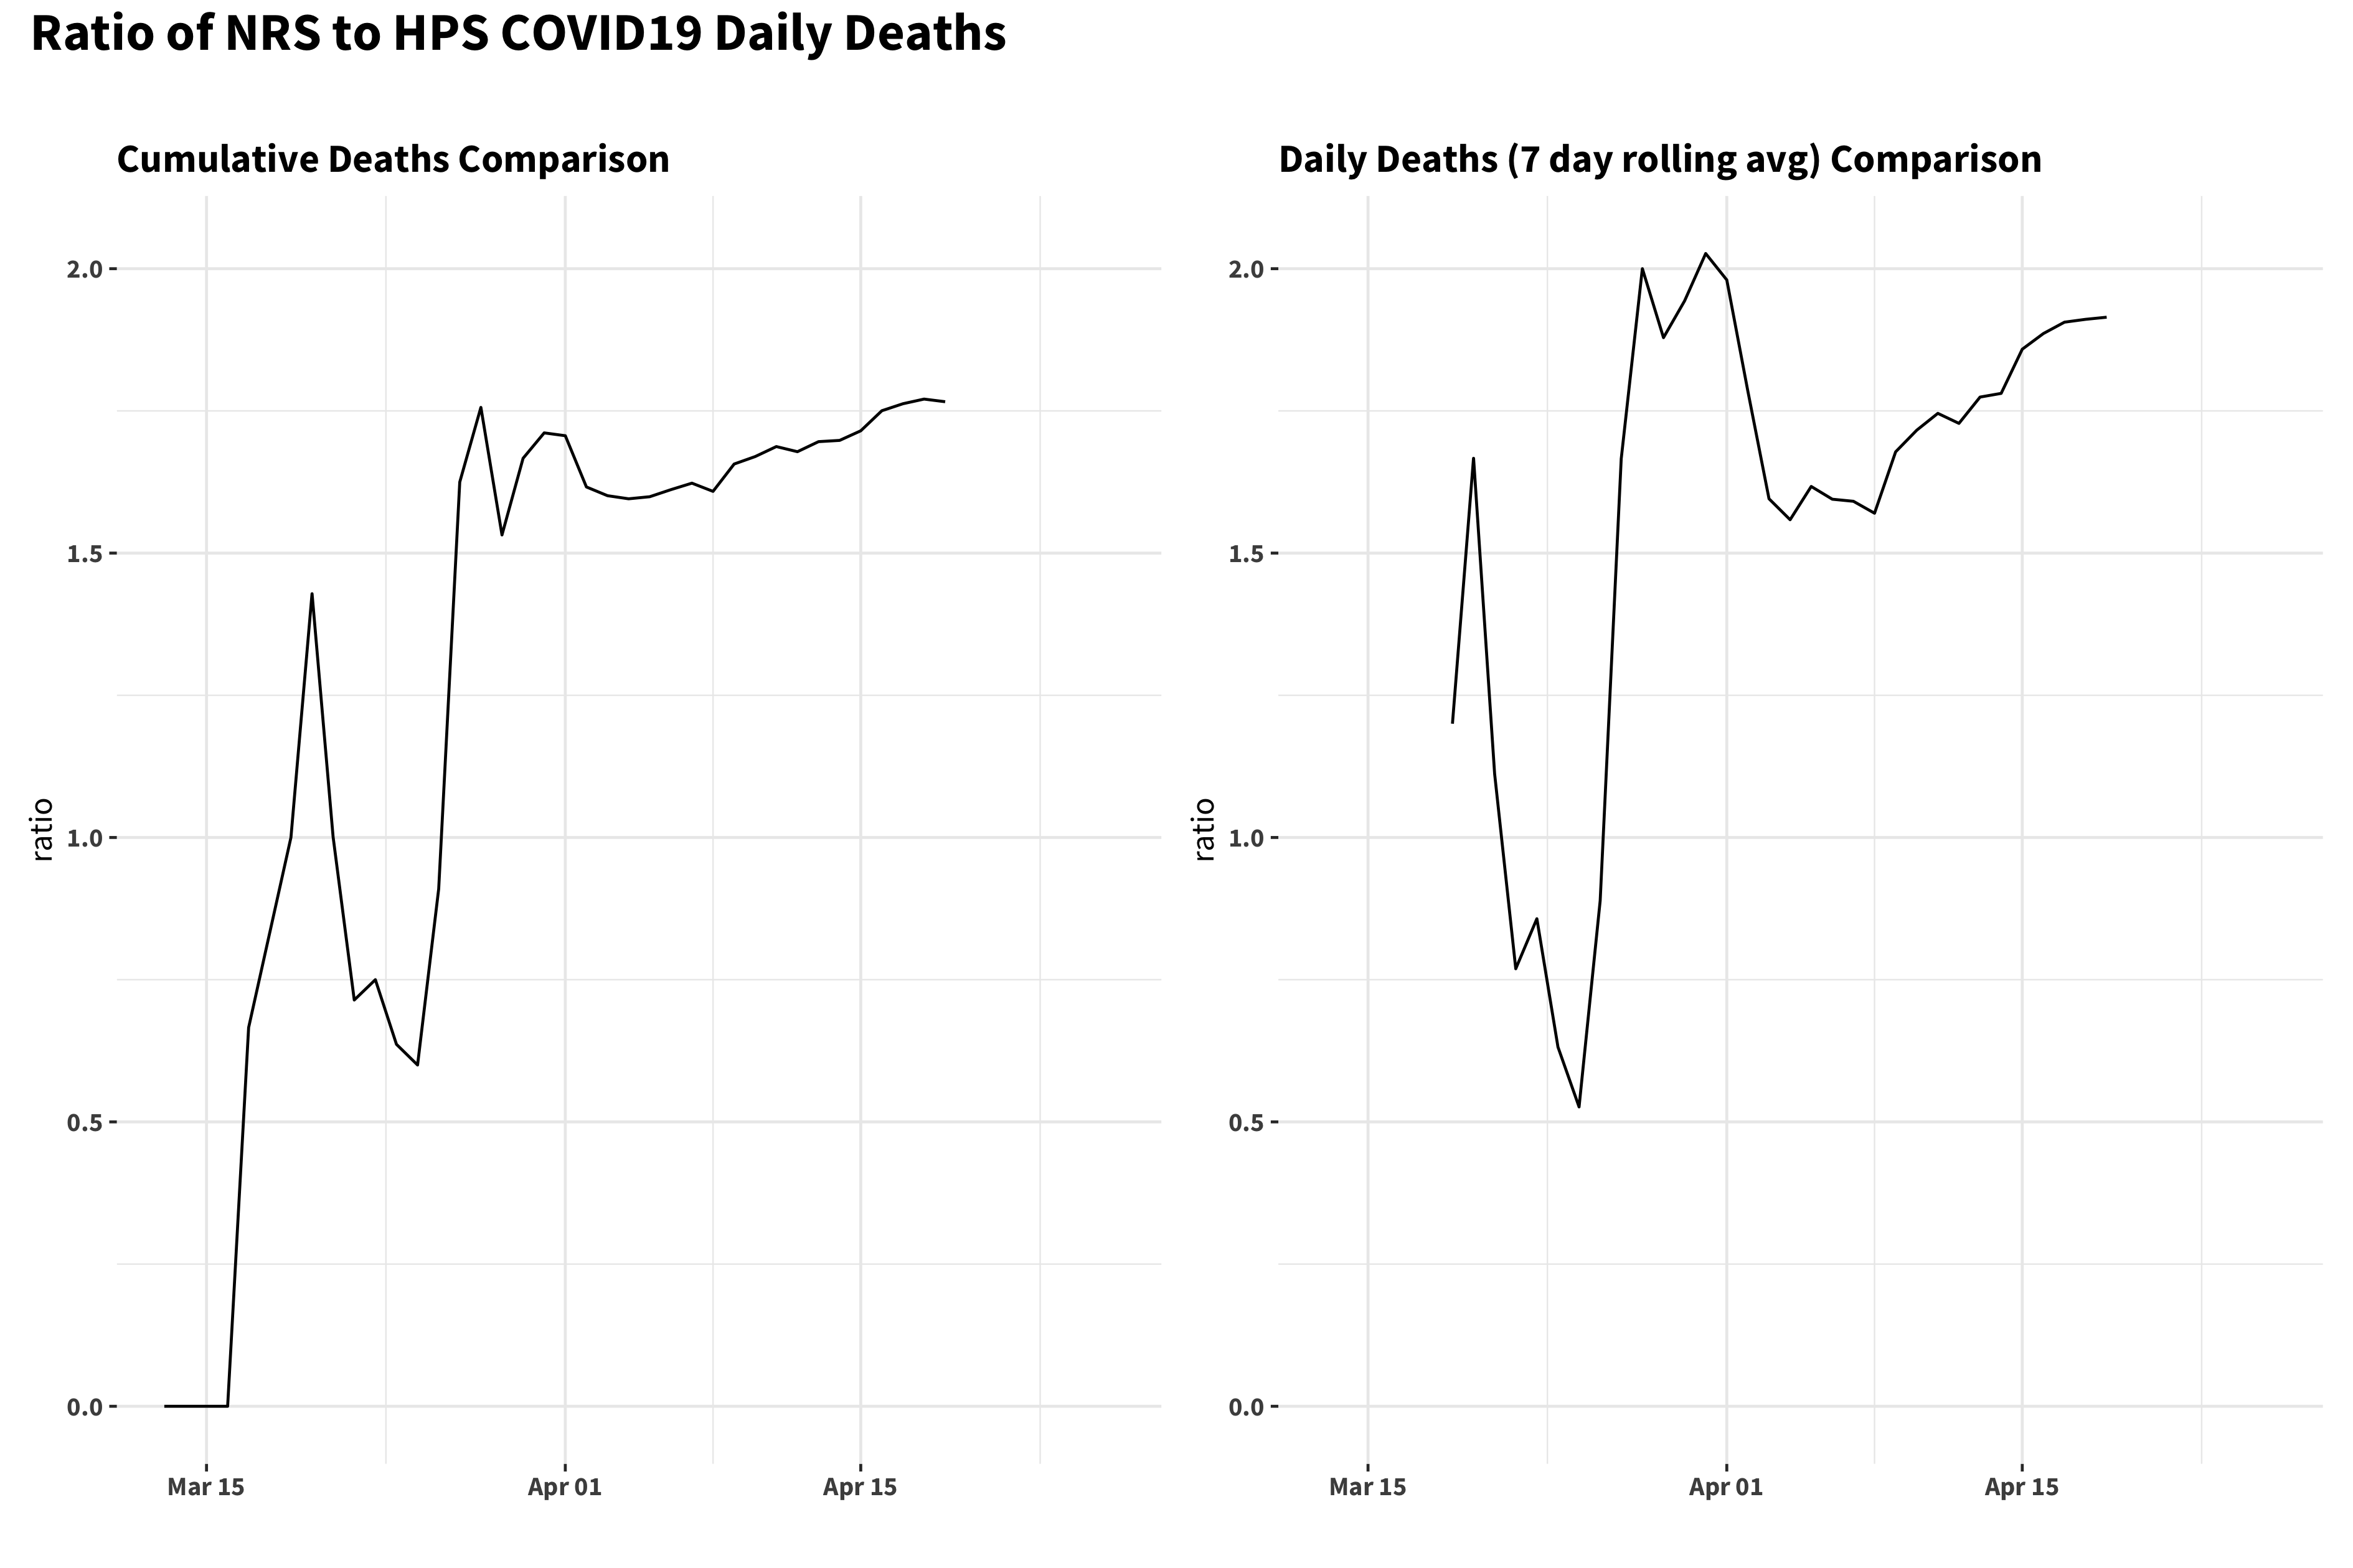 Ratio of NRS to HPS COVID19 Daily Deaths
Cumulative Deaths Comparison
2.0
1.5
1.0
0.5
0.0
ratio
Mar 15
Apr 01
Apr 15
Daily Deaths (7 day rolling avg) Comparison
2.0
1.5
1.0
0.5
0.0
ratio
Mar 15
Apr 01
Apr 15